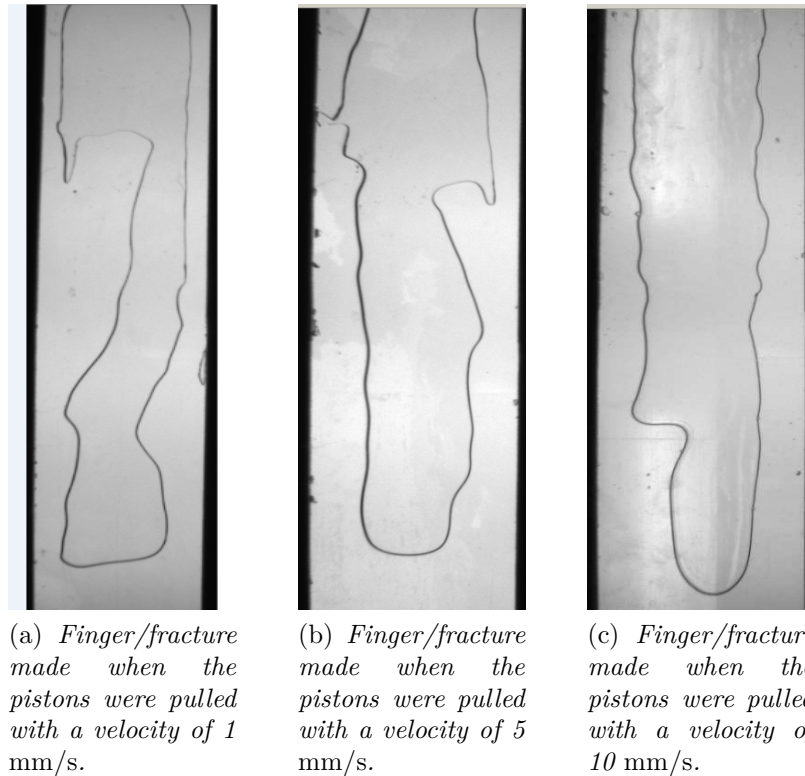 (a) Finger/fracture
made when the
pistons were pulled
with a velocity of 1
mm/s.
(b) Finger/fracture
made when the
pistons were pulled
with a velocity of 5
mm/s.
(c) Finger/fractur
made when th
pistons were pulle
with a velocity o
10 mm/s.